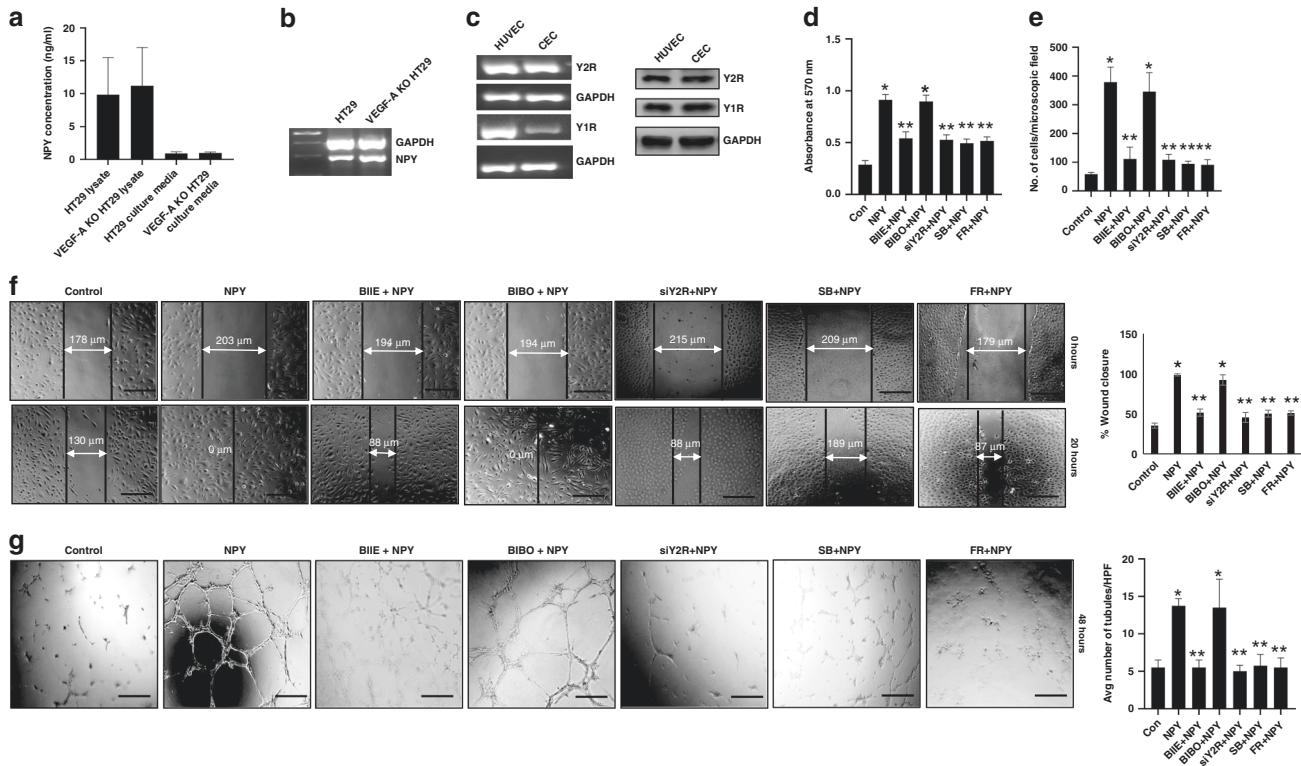 a
NPY concentration (ng/ml)
20
15
10
5
0
HT29 lysate
VEGF-A KO HT29 lysate
HT29 culture media
VEGF-A KO HT29
culture media
b
HT29
VEGF-A KO HT29
GAPDH
NPY
c
HUVEC
CEC
Y2R
GAPDH
Y1R
GAPDH
HUVEC
CEC
Y2R
Y1R
GAPDH
d
Absorbance at 570 nm
1.5
1.0
0.5
0.0
*
**
*
** ** **
Con
NPY
BIIE+NPY
BIBO+NPY
siY2R+NPY
SB+NPY
FR+NPY
e
No. of cells/microscopic field
500
400
300
200
100
0
*
**
*
** ** **
Control
NPY
BIIE+NPY
BIBO+NPY
siY2R+NPY
SB+NPY
FR+NPY
f
Control NPY BIIE + NPY BIBO + NPY siY2R+NPY SB+NPY FR+NPY
178 µm 203 µm 194 µm 194 µm 215 µm 209 µm 179 µm
0 hours
130 µm 0 µm 88 µm 0 µm 88 µm 189 µm 87 µm
20 hours
% Wound closure
150
100
50
0
*
**
*
** ** **
Control
NPY
BIIE+NPY
BIBO+NPY
siY2R+NPY
SB+NPY
FR+NPY
g
Control NPY BIIE + NPY BIBO + NPY siY2R+NPY SB+NPY FR+NPY
48 hours
Avg number of tubules/HPF
20
15
10
5
0
*
**
*
** ** **
Con
NPY
BIIE+NPY
BIBO+NPY
siY2R+NPY
SB+NPY
FR+NPY